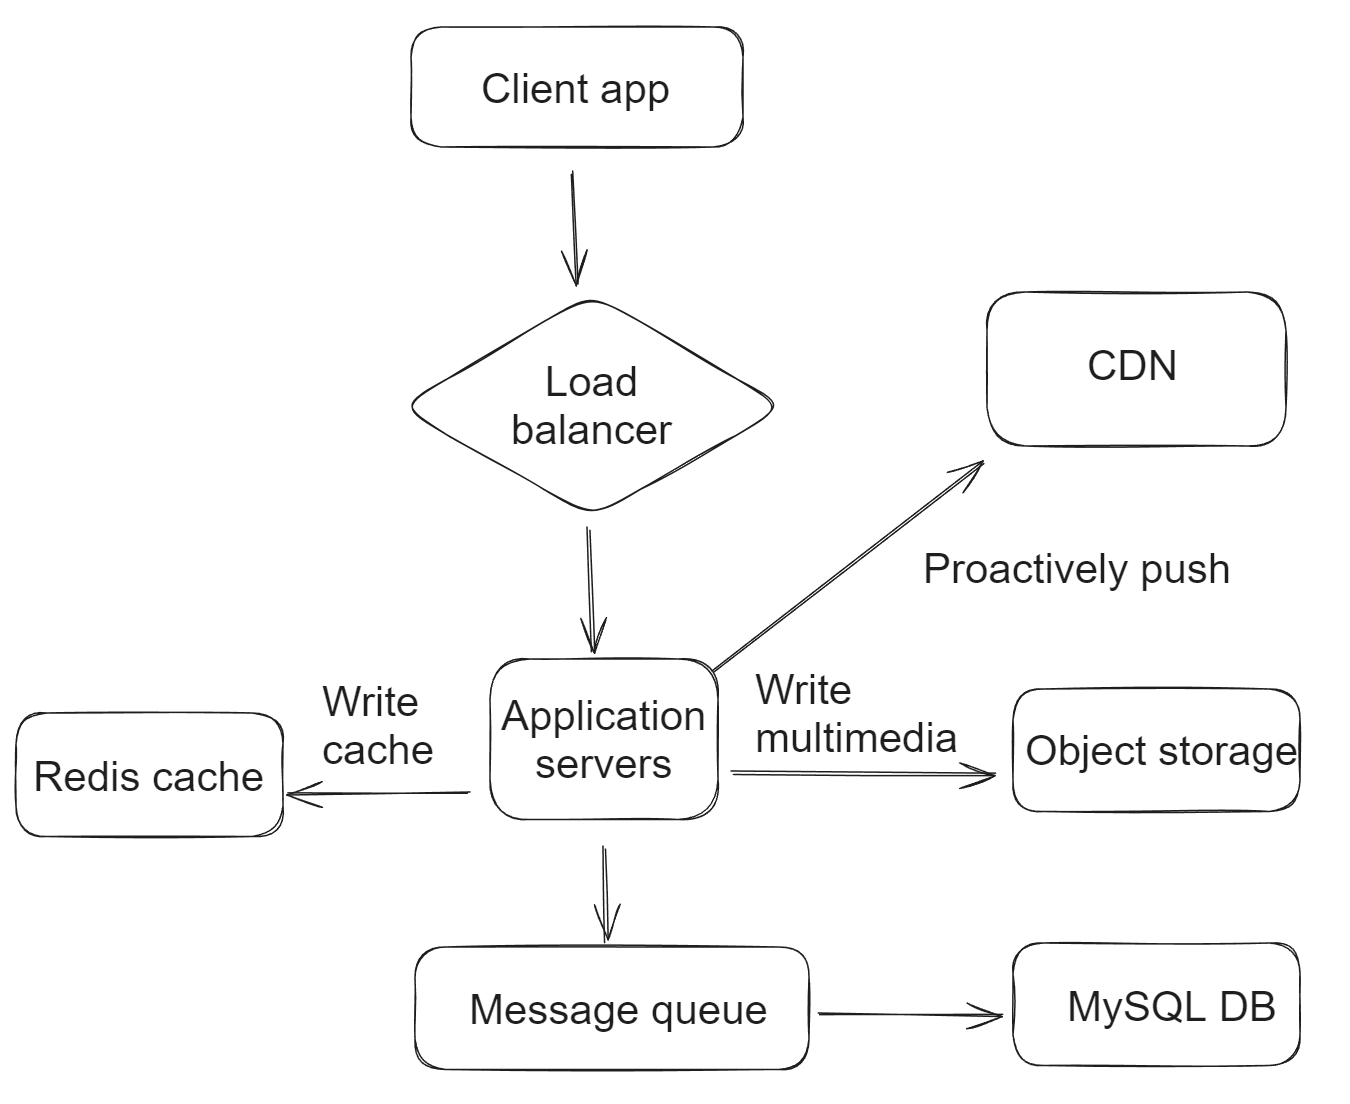 Client app
Load
balancer
CDN
Proactively push
Write
cache
Application
servers
Write
multimedia
Redis cache
Object storage
Message queue
MySQL DB